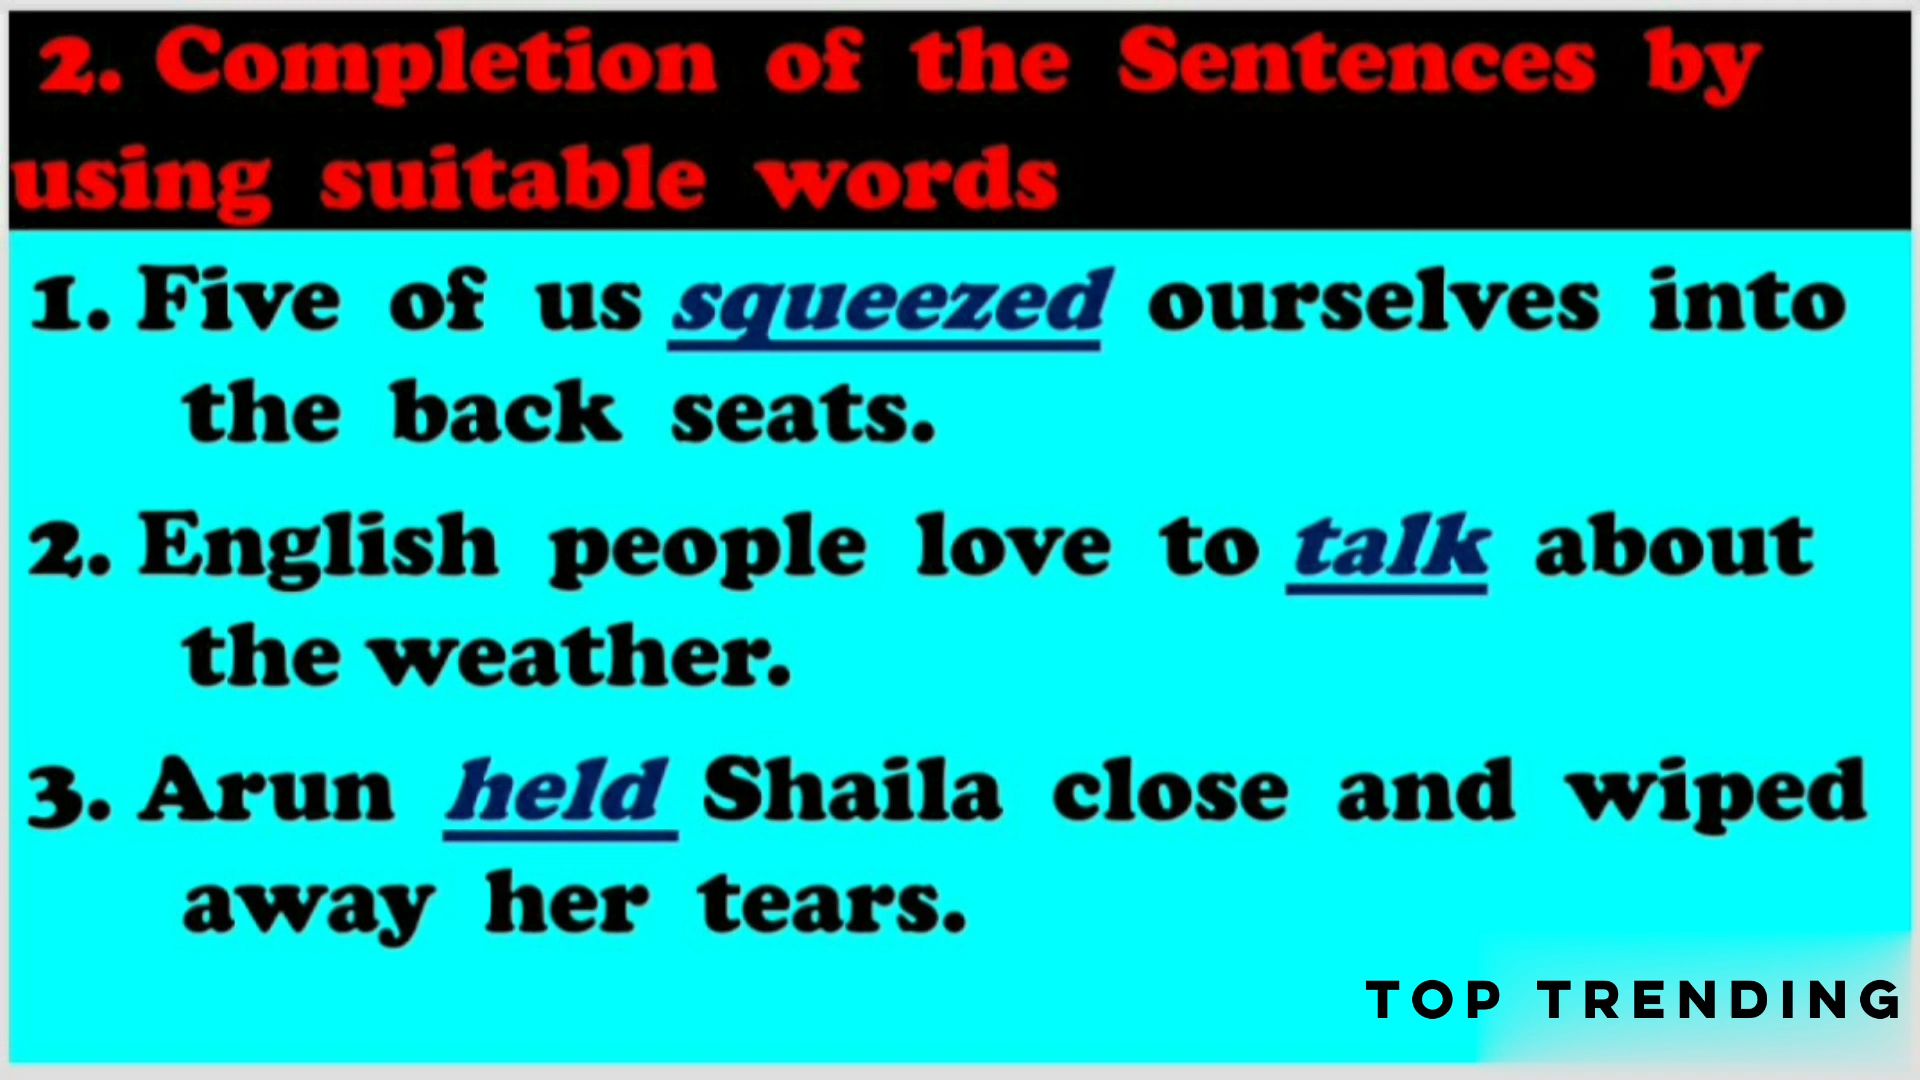 2. Completion of the Sentences by
using suitable words
1. Five of us squeezed ourselves into
the back seats.
2. English people love to talk about
the weather.
3. Arun held Shaila close and wiped
away her tears.
TOP TRENDING